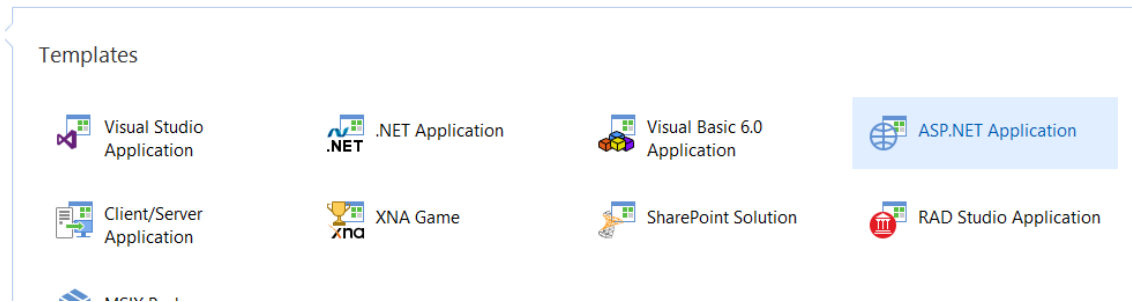 Templates
Visual Studio
Application
.NET
.NET Application
Visual Basic 6.0
Application
ASP.NET Application
Client/Server
Application
xna
XNA Game
SharePoint Solution
RAD Studio Application